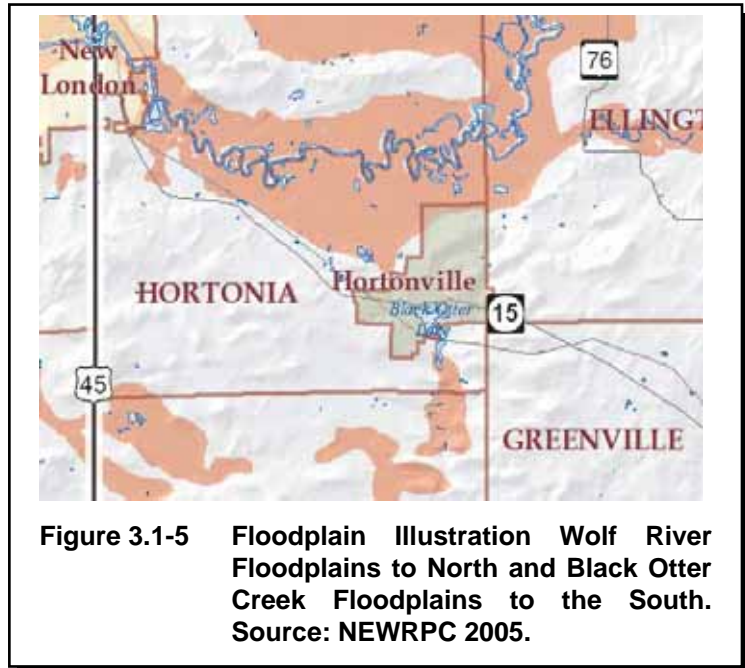 New
London
76
ELLINGT
HORTONIA
Hortonville
Black Otter
Lake
15
45
GREENVILLE
Figure 3.1-5 Floodplain Illustration Wolf River
Floodplains to North and Black Otter
Creek Floodplains to the South.
Source: NEWRPC 2005.